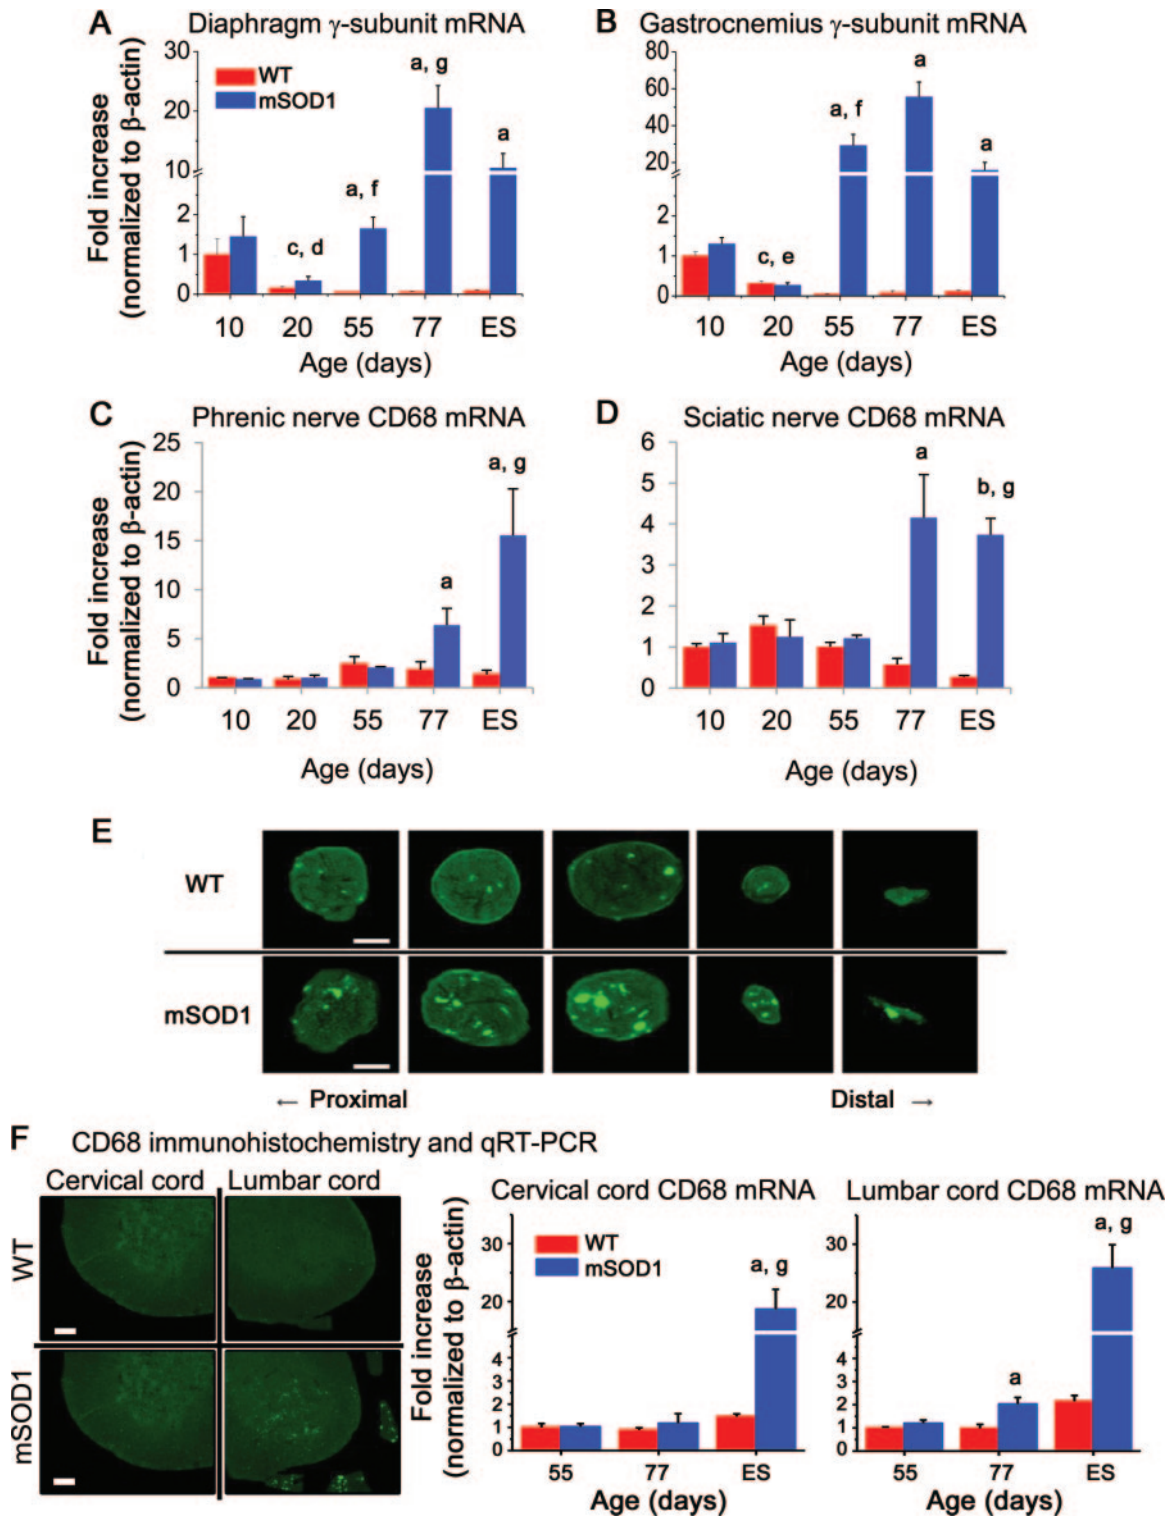 A Diaphragm γ-subunit mRNA
Fold increase
(normalized to β-actin)
30
20
10
2
1
0
WT
mSOD1
c, d
a, f
a, g
a
10 20 55 77 ES
Age (days)
B Gastrocnemius γ-subunit mRNA
80
60
40
20
2
1
0
c, e
a, f
a
a
10 20 55 77 ES
Age (days)
C Phrenic nerve CD68 mRNA
Fold increase
(normalized to β-actin)
25
20
15
10
5
0
a
a, g
10 20 55 77 ES
Age (days)
D Sciatic nerve CD68 mRNA
6
5
4
3
2
1
0
a
b, g
10 20 55 77 ES
Age (days)
E
WT
mSOD1
← Proximal
Distal →
F CD68 immunohistochemistry and qRT-PCR
Cervical cord Lumbar cord
WT
mSOD1
Cervical cord CD68 mRNA
Fold increase
(normalized to β-actin)
30
20
4
3
2
1
0
WT
mSOD1
a, g
55 77 ES
Age (days)
Lumbar cord CD68 mRNA
30
20
4
3
2
1
0
WT
mSOD1
a
a, g
55 77 ES
Age (days)